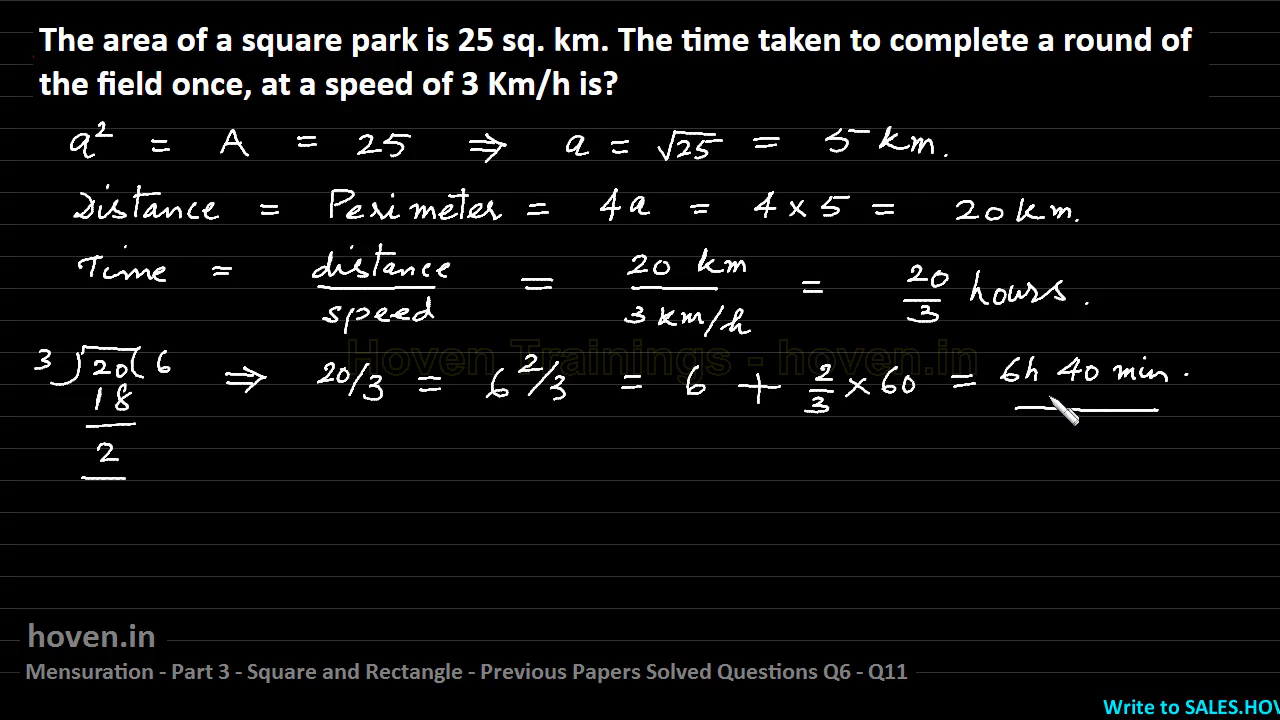 The area of a square park is 25 sq. km. The time taken to complete a round of
the field once, at a speed of 3 Km/h is?
a² = A = 25 ⇒ a = √25 = 5 km.
Distance = Perimeter = 4a = 4 × 5 = 20 km.
Time = distance/speed = 20 km/3 km/h = 20/3 hours.
3 ) 20 ( 6 ⇒ 20/3 = 6 2/3 = 6 + 2/3 × 60 = 6h 40 min.
18
2
Hoven Trainings - hoven.in
hoven.in
Mensuration - Part 3 - Square and Rectangle - Previous Papers Solved Questions Q6 - Q11
Write to SALES.HOV